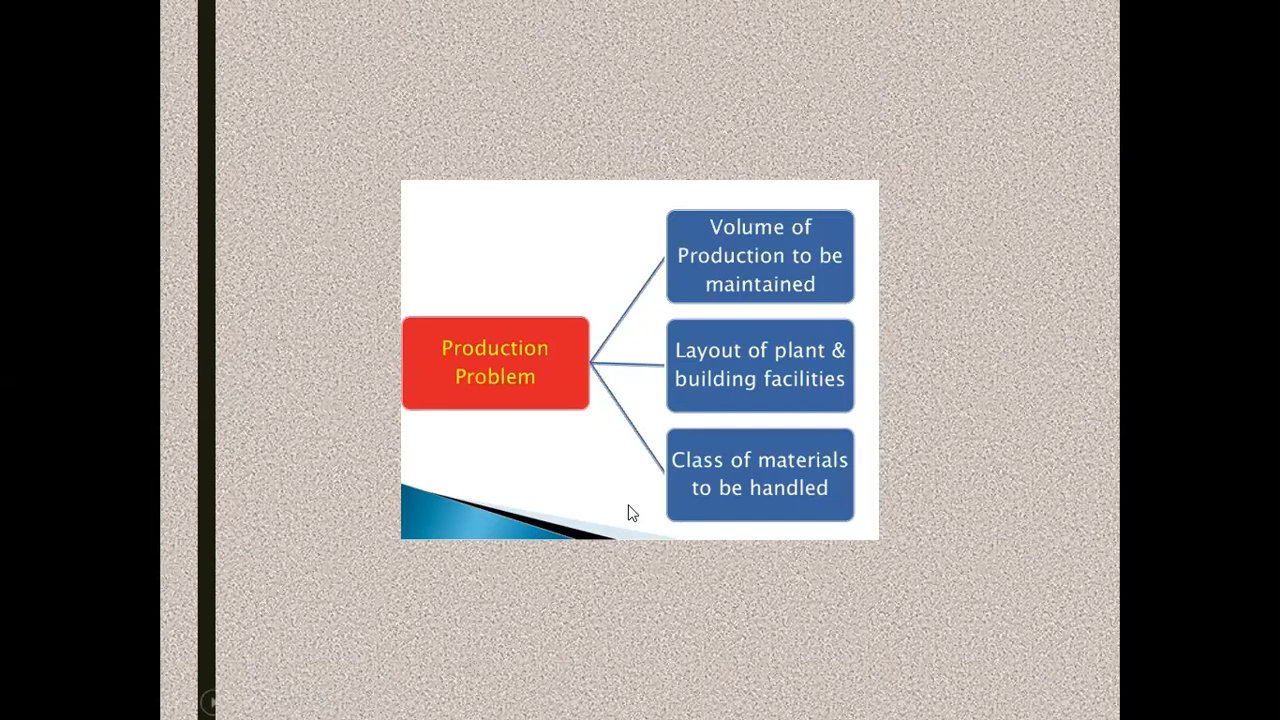 Volume of
Production to be
maintained
Production
Problem
Layout of plant &
building facilities
Class of materials
to be handled